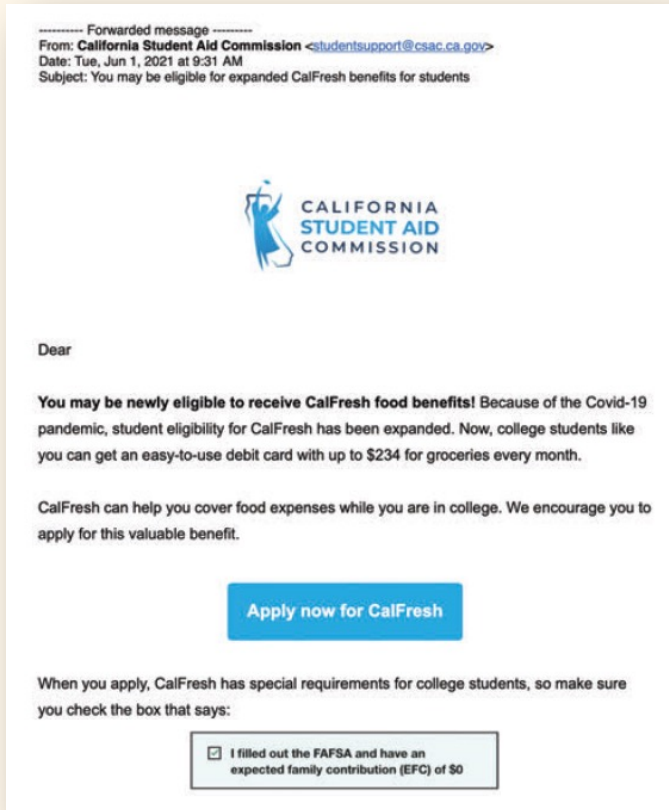 ---------- Forwarded message ---------
From: California Student Aid Commission <studentsupport@csac.ca.gov>
Date: Tue, Jun 1, 2021 at 9:31 AM
Subject: You may be eligible for expanded CalFresh benefits for students
CALIFORNIA
STUDENT AID
COMMISSION
Dear
You may be newly eligible to receive CalFresh food benefits! Because of the Covid-19
pandemic, student eligibility for CalFresh has been expanded. Now, college students like
you can get an easy-to-use debit card with up to $234 for groceries every month.
CalFresh can help you cover food expenses while you are in college. We encourage you to
apply for this valuable benefit.
Apply now for CalFresh
When you apply, CalFresh has special requirements for college students, so make sure
you check the box that says:
I filled out the FAFSA and have an
expected family contribution (EFC) of $0